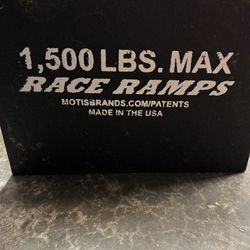 1,500 LBS. MAX
RACE RAMPS
MOTISBRANDS.COM/PATENTS
MADE IN THE USA